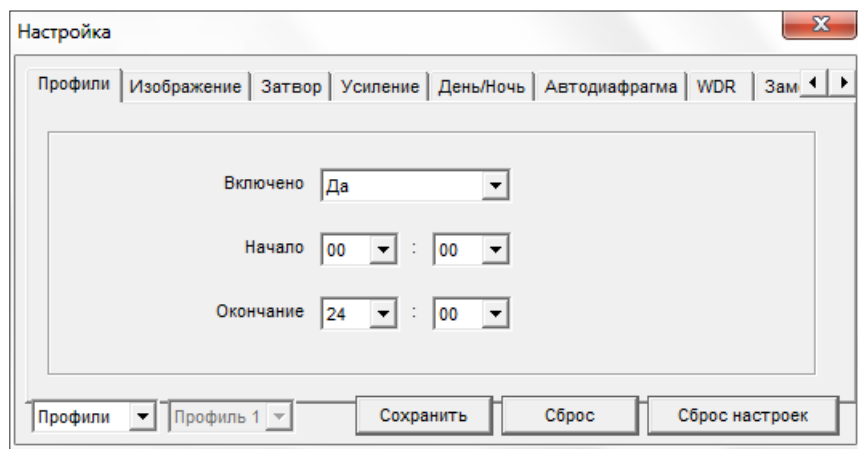 Настройка
Профили Изображение Затвор Усиление День/Ночь Автодиафрагма WDR Зам
Включено Да
Начало 00 : 00
Окончание 24 : 00
Профили Профиль 1 Сохранить Сброс Сброс настроек